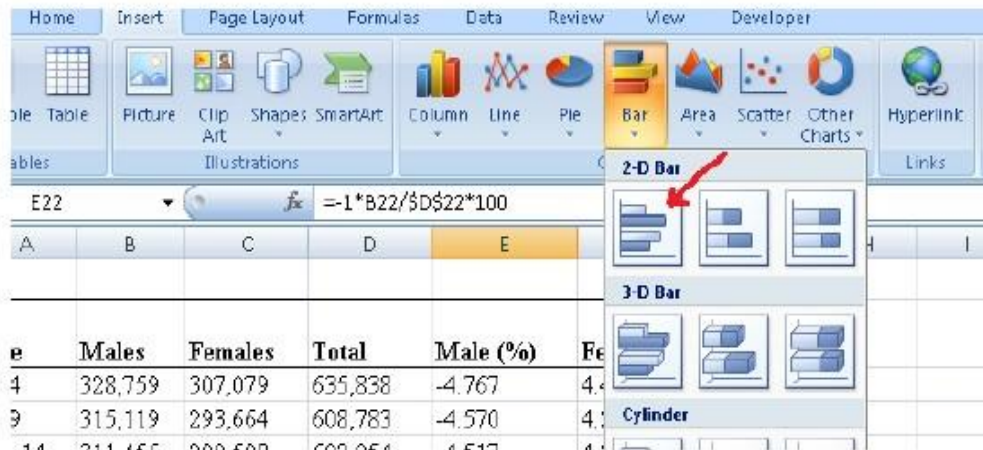 Home Insert Page Layout Formulas Data Review View Developer
Table Picture Clip Art Shapes SmartArt Column Line Pie Bar Area Scatter Other Charts Hyperlink
Illustrations Links
2-D Bar
E22 fx =-1*B22/$D$22*100
A B C D E H I
3-D Bar
Males Females Total Male (%)
4 328,759 307,079 635,838 -4.767
9 315,119 293,664 608,783 -4.570
Cylinder